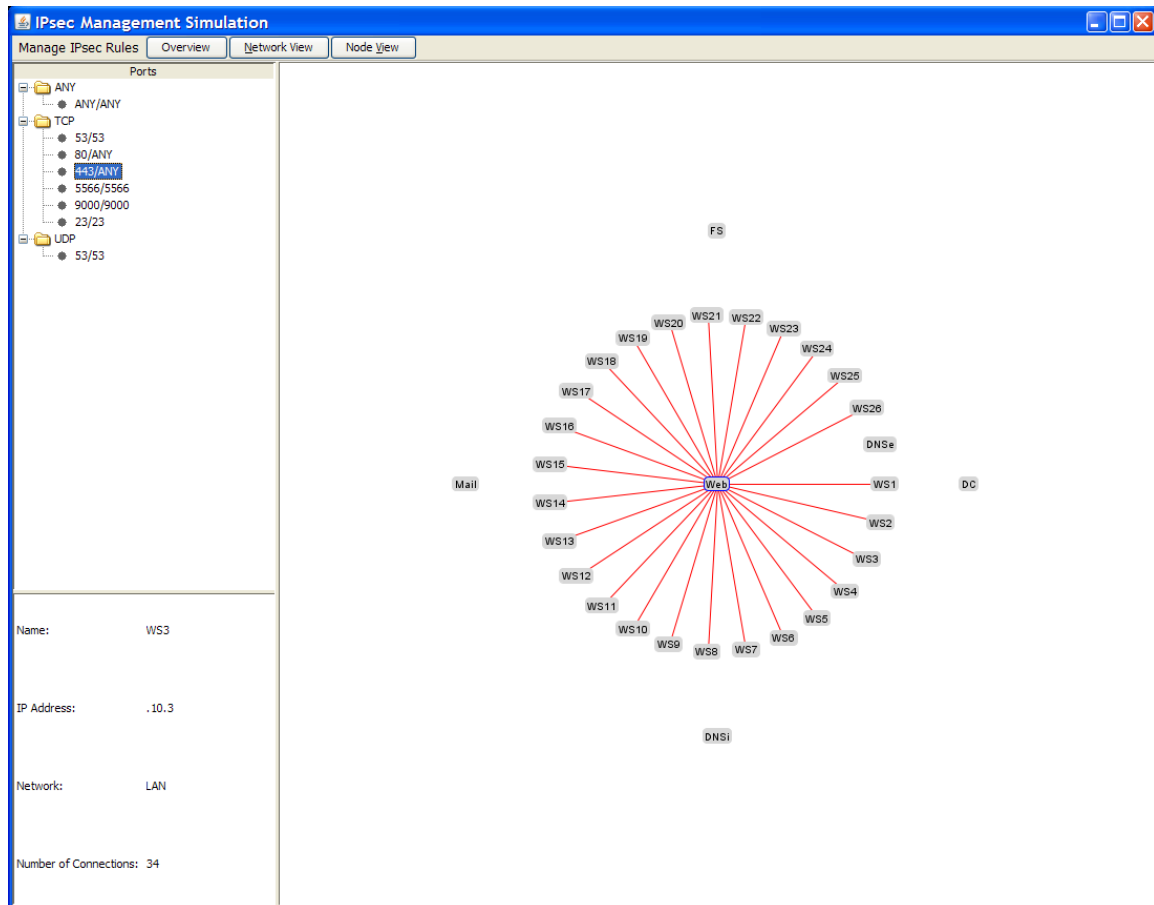 IPsec Management Simulation
Manage IPsec Rules Overview Network View Node View
Ports
ANY
ANY/ANY
TCP
53/53
80/ANY
443/ANY
5566/5566
9000/9000
23/23
UDP
53/53
Name: WS3
IP Address: .10.3
Network: LAN
Number of Connections: 34
FS
WS21
WS22
WS20
WS23
WS19
WS24
WS18
WS25
WS17
WS26
WS16
DNSe
WS15
Mail
Web
WS1
DC
WS14
WS2
WS13
WS3
WS12
WS4
WS11
WS5
WS10
WS6
WS9
WS7
WS8
DNSi